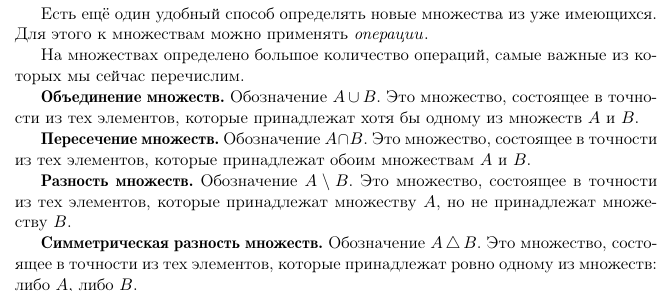 Есть ещё один удобный способ определять новые множества из уже имеющихся.
Для этого к множествам можно применять операции.
На множествах определено большое количество операций, самые важные из ко-
торых мы сейчас перечислим.
Объединение множеств. Обозначение A ∪ B. Это множество, состоящее в точно-
сти из тех элементов, которые принадлежат хотя бы одному из множеств A и B.
Пересечение множеств. Обозначение A∩B. Это множество, состоящее в точности
из тех элементов, которые принадлежат обоим множествам A и B.
Разность множеств. Обозначение A \ B. Это множество, состоящее в точности
из тех элементов, которые принадлежат множеству A, но не принадлежат множе-
ству B.
Симметрическая разность множеств. Обозначение A △ B. Это множество, состо-
ящее в точности из тех элементов, которые принадлежат ровно одному из множеств:
либо A, либо B.